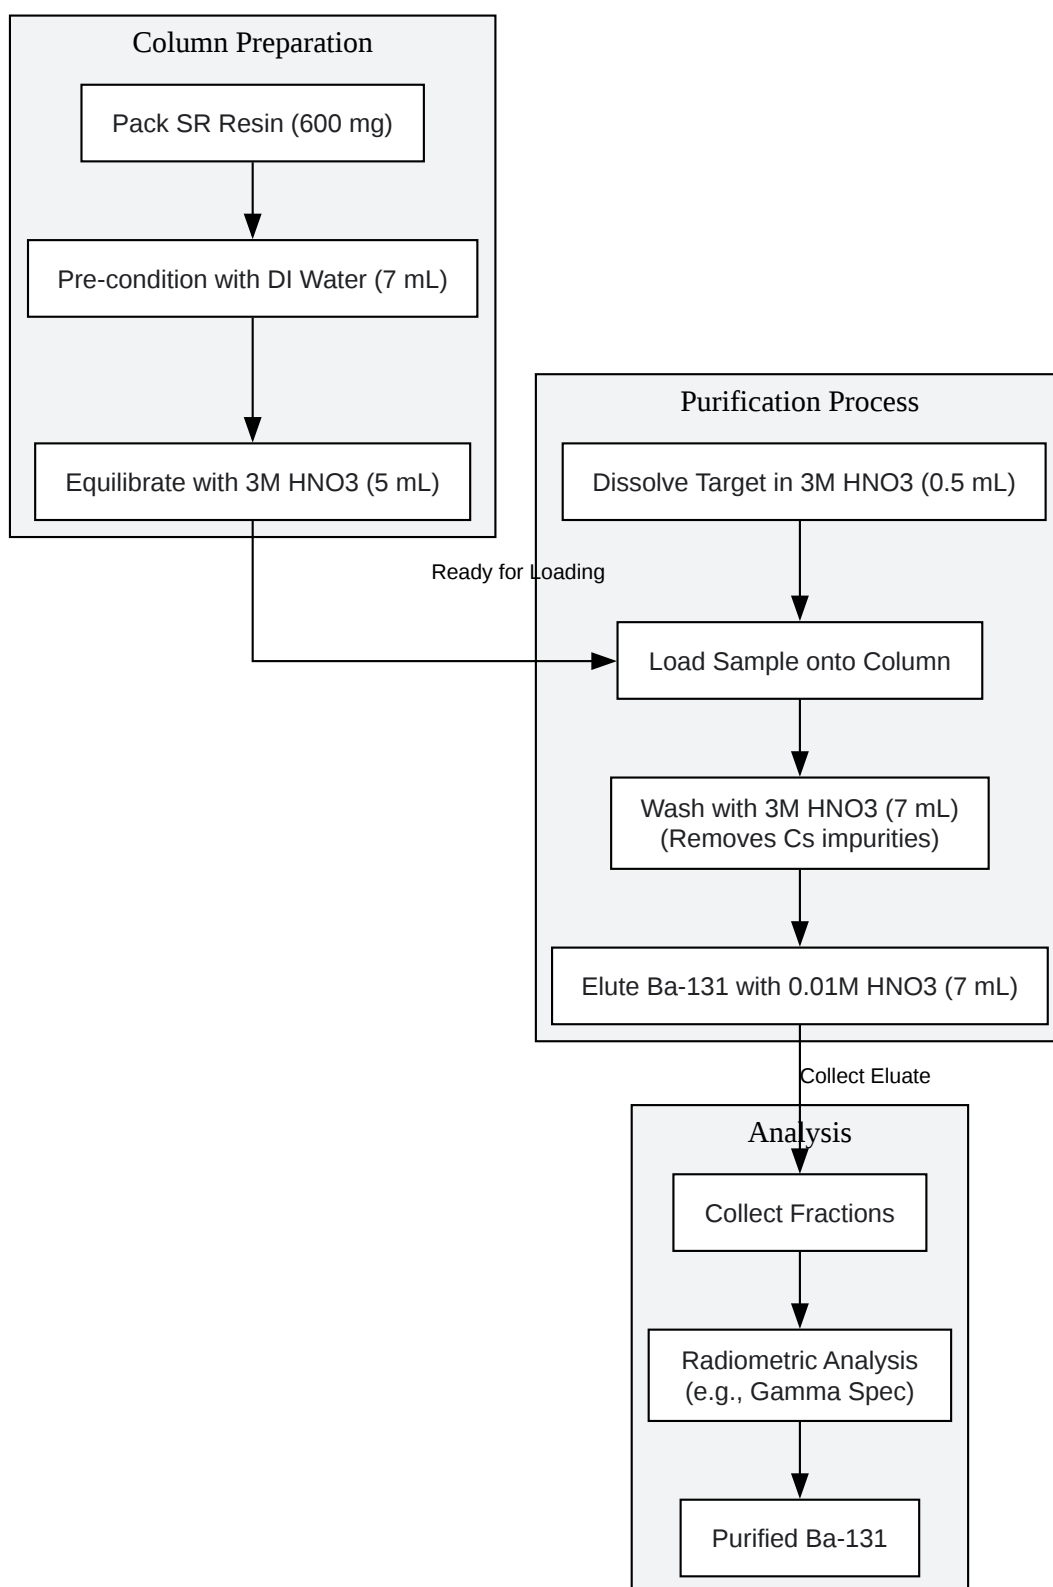 Column Preparation
Pack SR Resin (600 mg)
Pre-condition with DI Water (7 mL)
Equilibrate with 3M HNO3 (5 mL)
Ready for Loading
Purification Process
Dissolve Target in 3M HNO3 (0.5 mL)
Load Sample onto Column
Wash with 3M HNO3 (7 mL)
(Removes Cs impurities)
Elute Ba-131 with 0.01M HNO3 (7 mL)
Collect Eluate
Analysis
Collect Fractions
Radiometric Analysis
(e.g., Gamma Spec)
Purified Ba-131